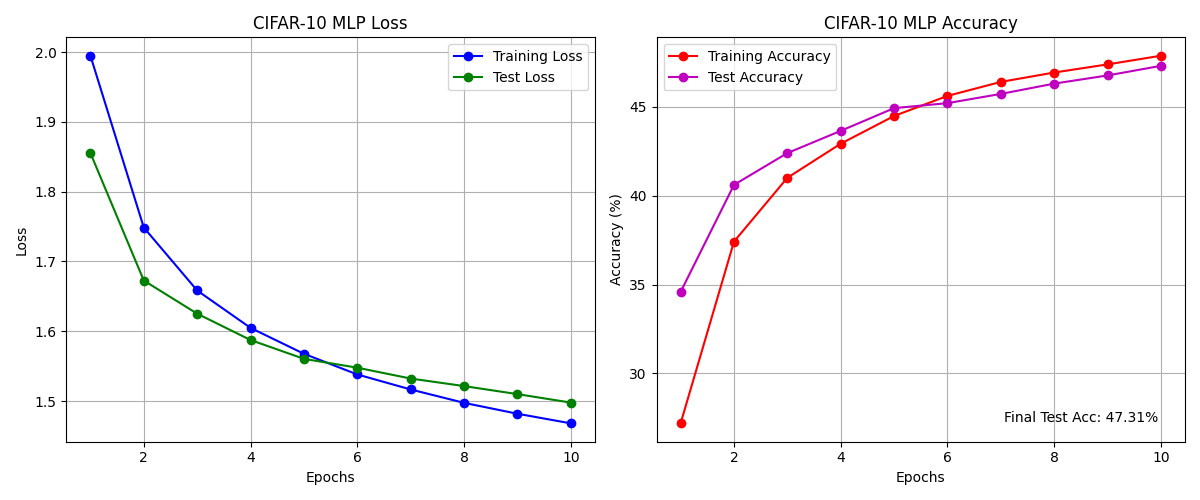 CIFAR-10 MLP Loss
Training Loss
Test Loss
2.0
1.9
1.8
1.7
1.6
1.5
Loss
2 4 6 8 10
Epochs
CIFAR-10 MLP Accuracy
Training Accuracy
Test Accuracy
45
40
35
30
Accuracy (%)
Final Test Acc: 47.31%
2 4 6 8 10
Epochs